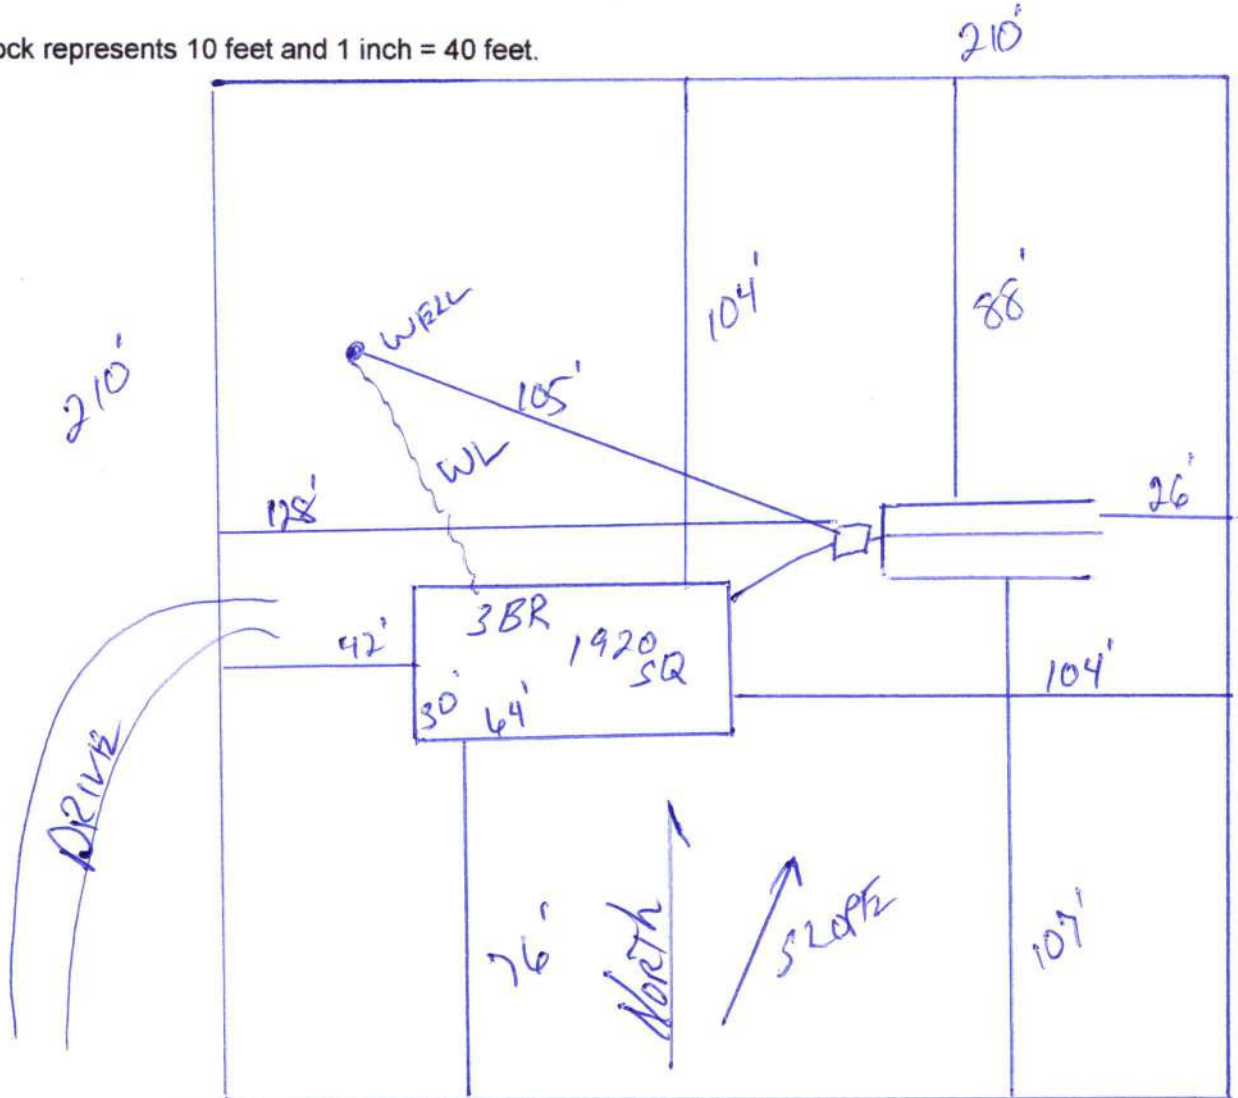 ock represents 10 feet and 1 inch = 40 feet.
210'
210'
WELL
104'
88'
105'
WL
128'
26'
3BR
1920
SQ
42'
30'
64'
104'
DRIVE
76'
NORTH
SLOPE
107'